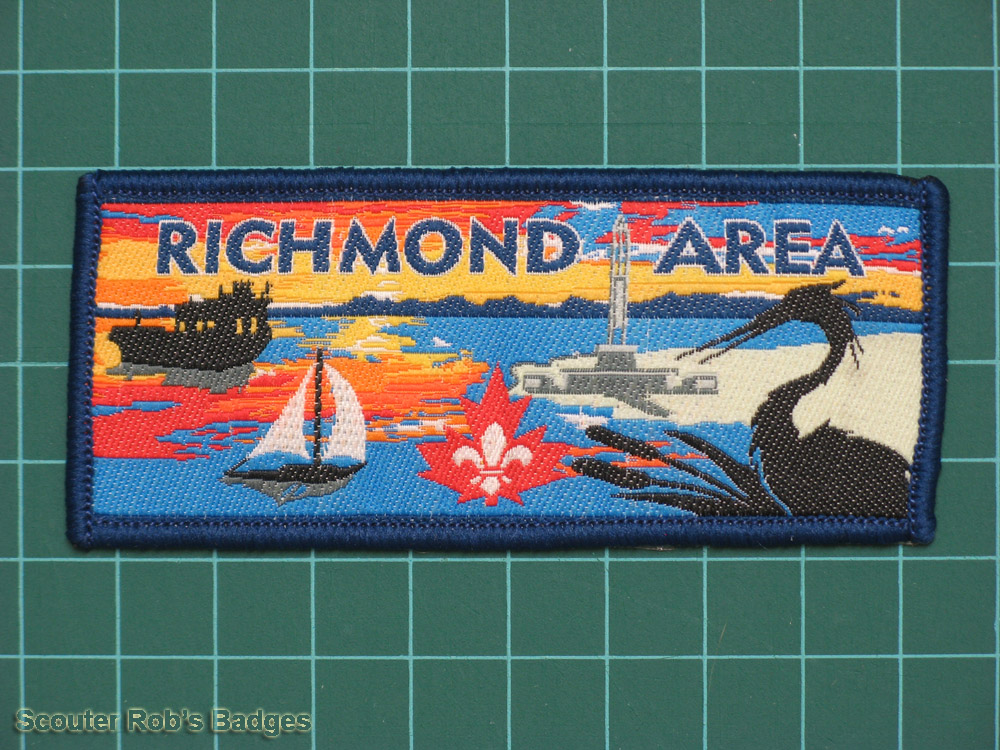 RICHMOND AREA
Scouter Rob's Badges